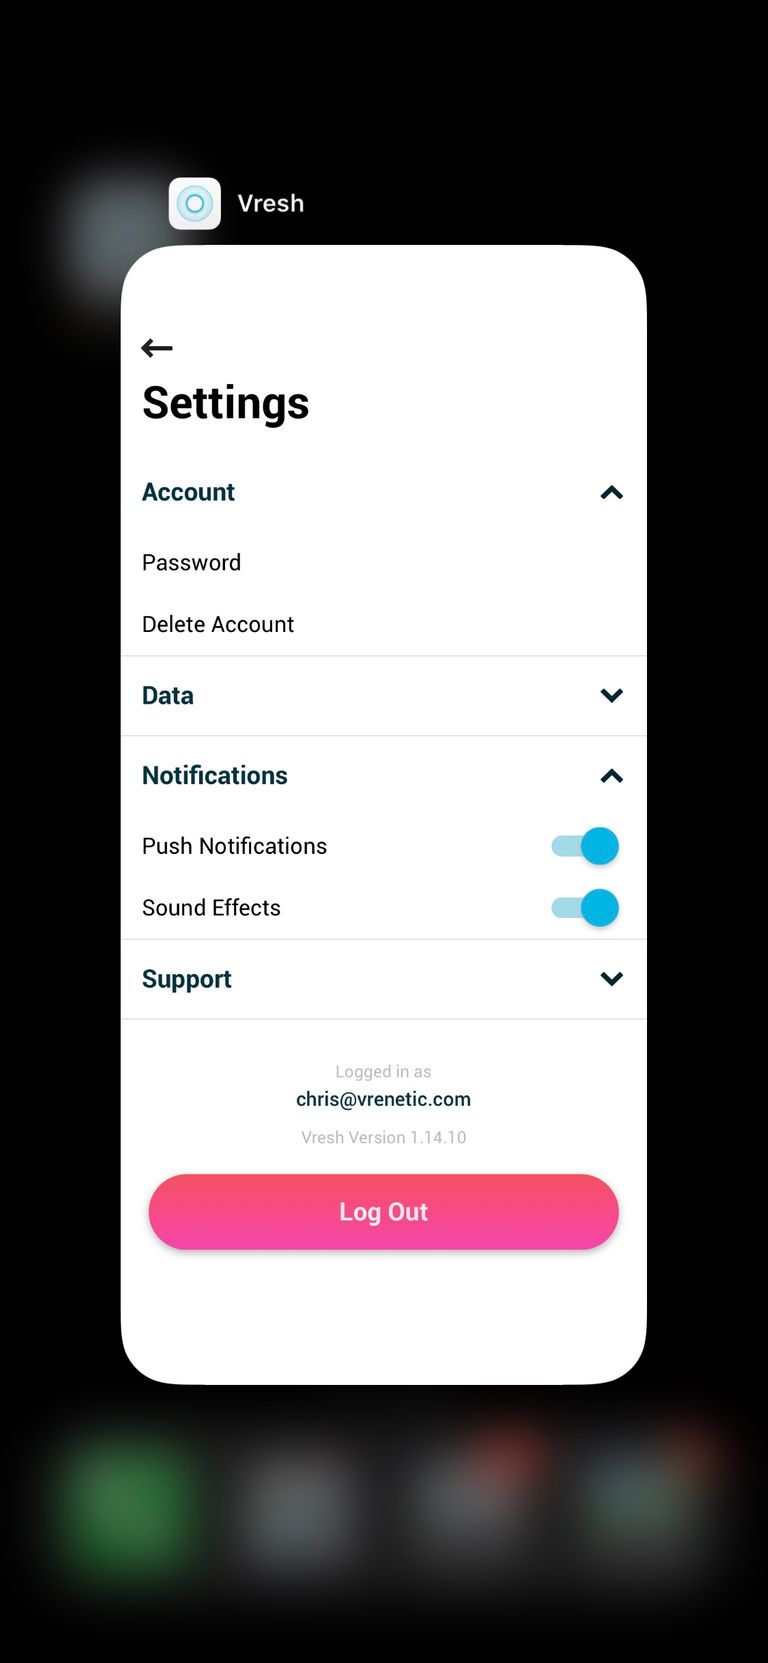 Vresh
Settings
Account
Password
Delete Account
Data
Notifications
Push Notifications
Sound Effects
Support
Logged in as
chris@vrenetic.com
Vresh Version 1.14.10
Log Out